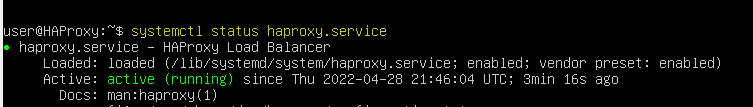 user@HAProxy:~$ systemctl status haproxy.service
● haproxy.service – HAProxy Load Balancer
Loaded: loaded (/lib/systemd/system/haproxy.service; enabled; vendor preset: enabled)
Active: active (running) since Thu 2022-04-28 21:46:04 UTC; 3min 16s ago
Docs: man:haproxy(1)